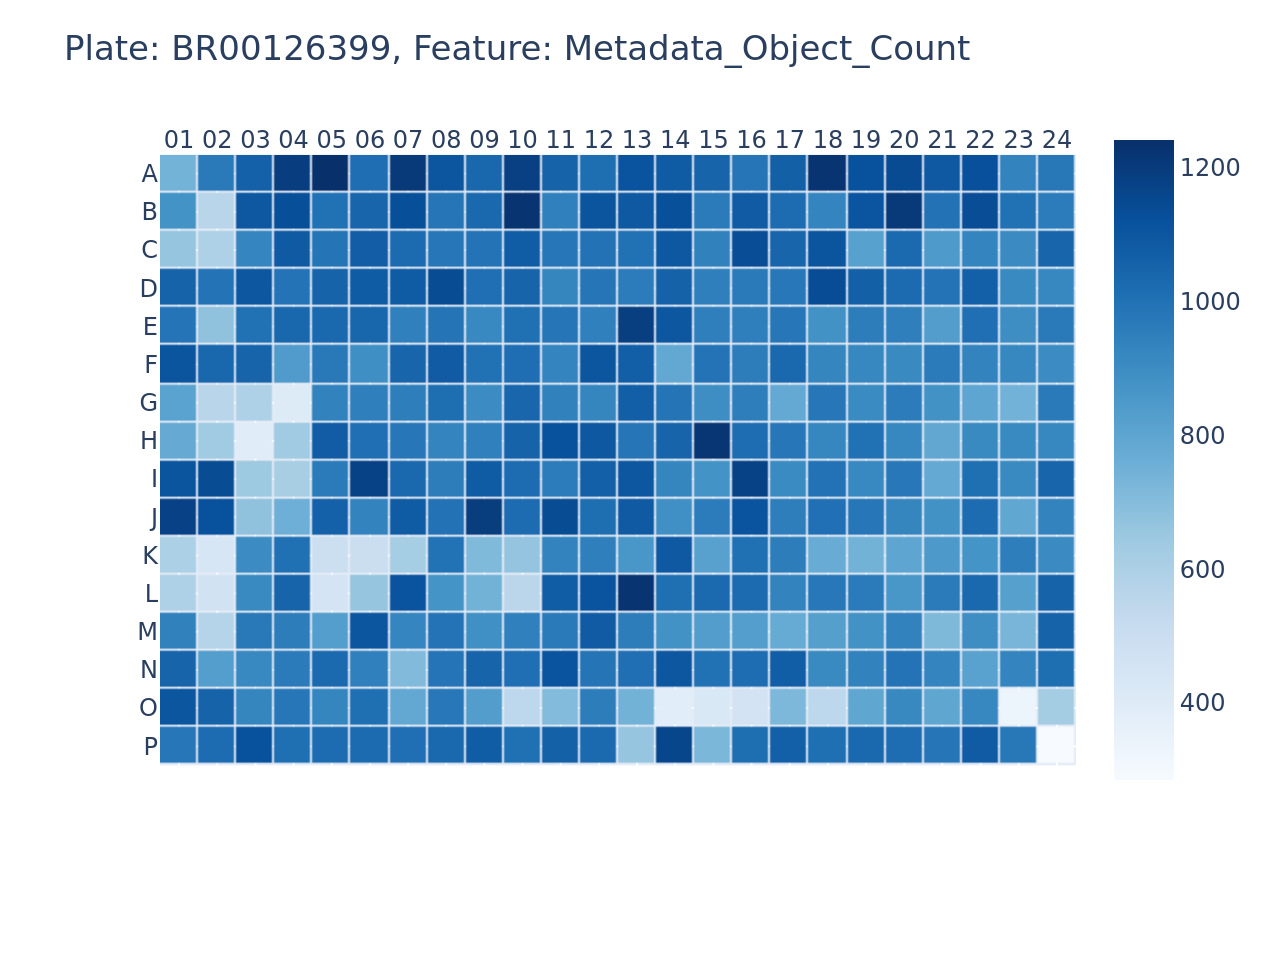 Plate: BR00126399, Feature: Metadata_Object_Count
01 02 03 04 05 06 07 08 09 10 11 12 13 14 15 16 17 18 19 20 21 22 23 24
A
B
C
D
E
F
G
H
I
J
K
L
M
N
O
P
1200
1000
800
600
400